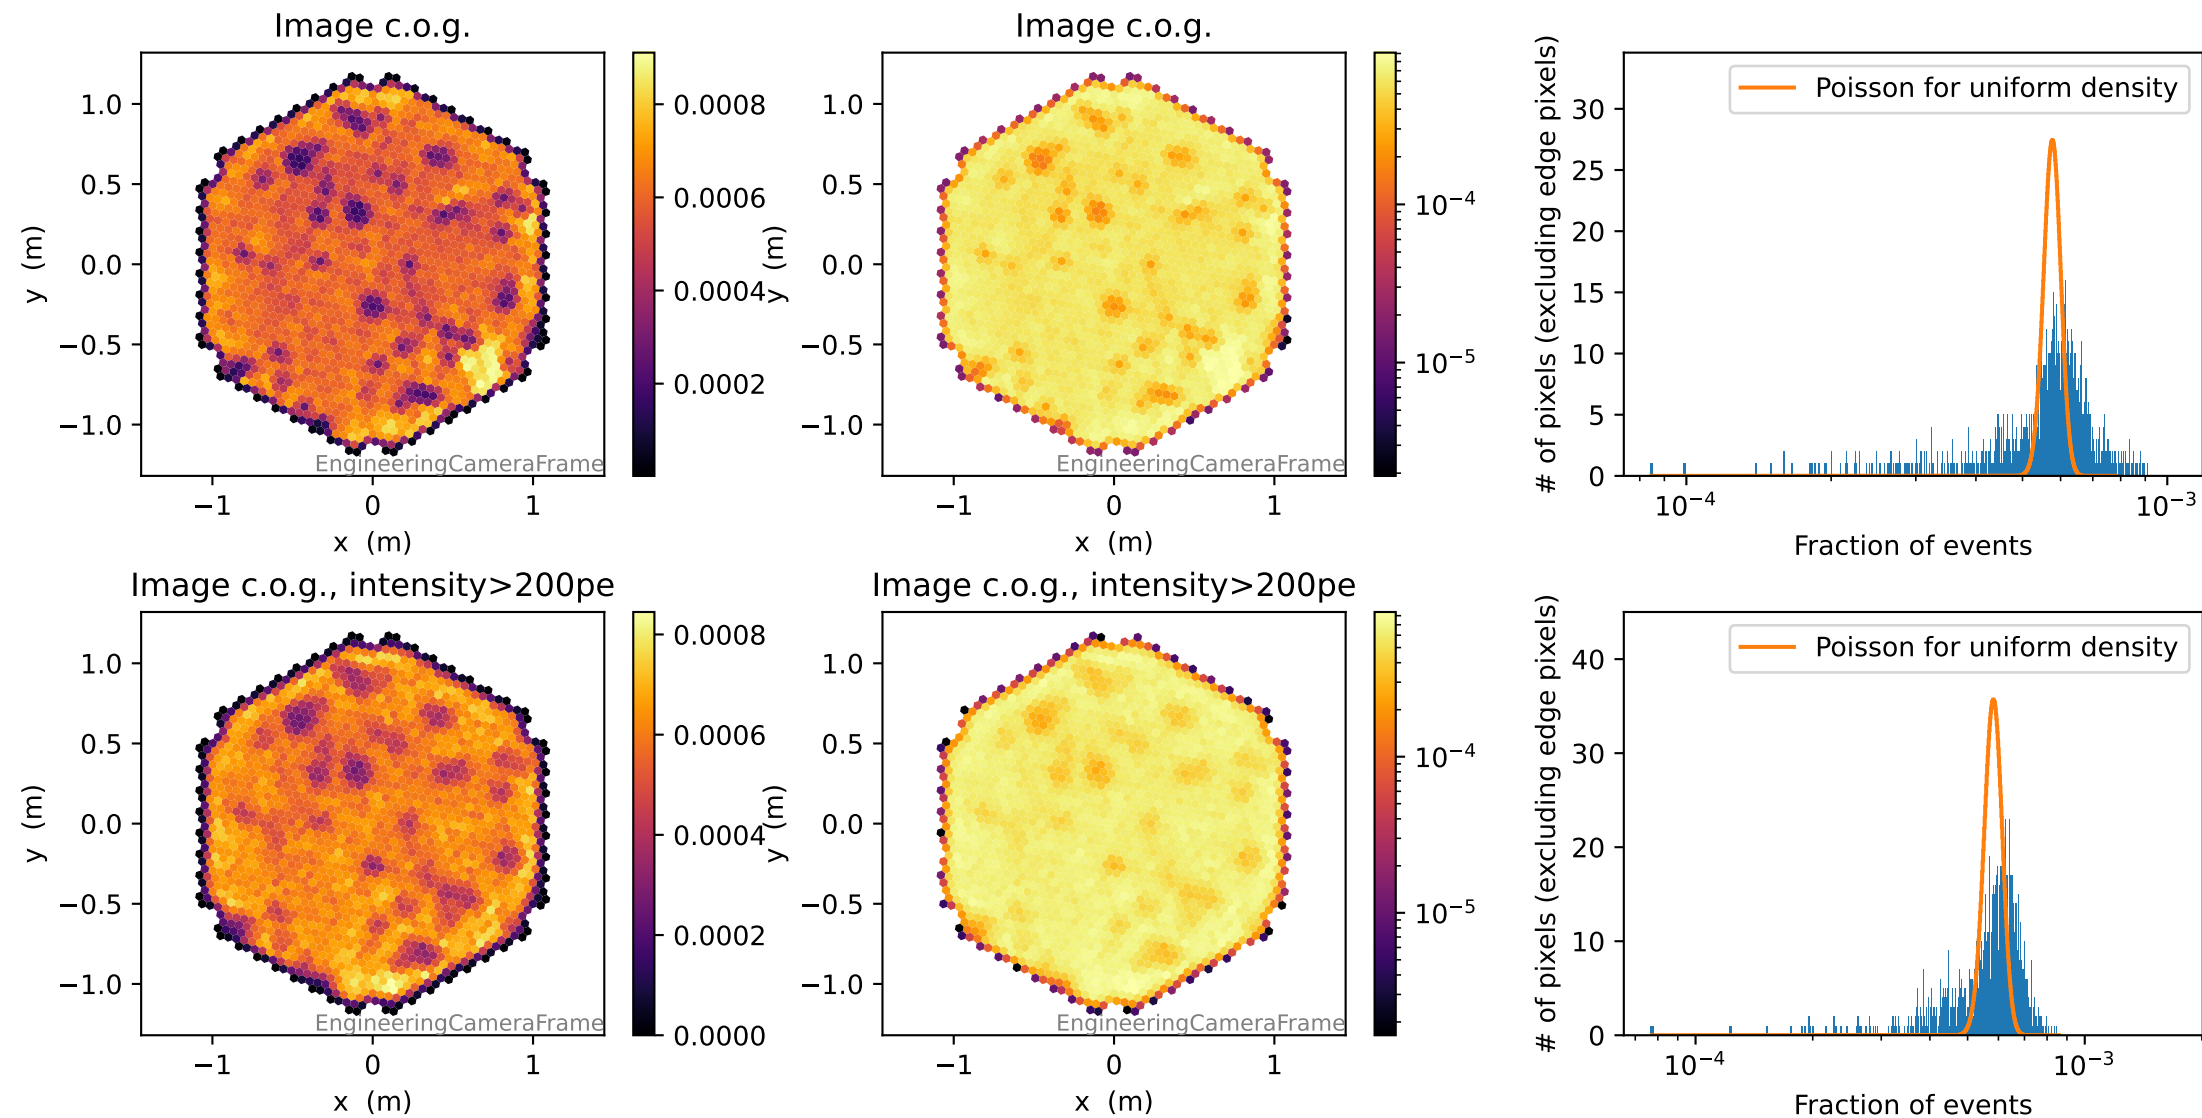 Image c.o.g.
1.0
0.5
0.0
−0.5
−1.0
y (m)
−1
0
1
x (m)
EngineeringCameraFrame
0.0008
0.0006
0.0004
0.0002
Image c.o.g.
1.0
0.5
0.0
−0.5
−1.0
y (m)
−1
0
1
x (m)
EngineeringCameraFrame
10⁻⁴
10⁻⁵
Poisson for uniform density
# of pixels (excluding edge pixels)
30
25
20
15
10
5
0
10⁻⁴
10⁻³
Fraction of events
Image c.o.g., intensity>200pe
1.0
0.5
0.0
−0.5
−1.0
y (m)
−1
0
1
x (m)
EngineeringCameraFrame
0.0008
0.0006
0.0004
0.0002
0.0000
Image c.o.g., intensity>200pe
1.0
0.5
0.0
−0.5
−1.0
y (m)
−1
0
1
x (m)
EngineeringCameraFrame
10⁻⁴
10⁻⁵
Poisson for uniform density
# of pixels (excluding edge pixels)
40
30
20
10
0
10⁻⁴
10⁻³
Fraction of events